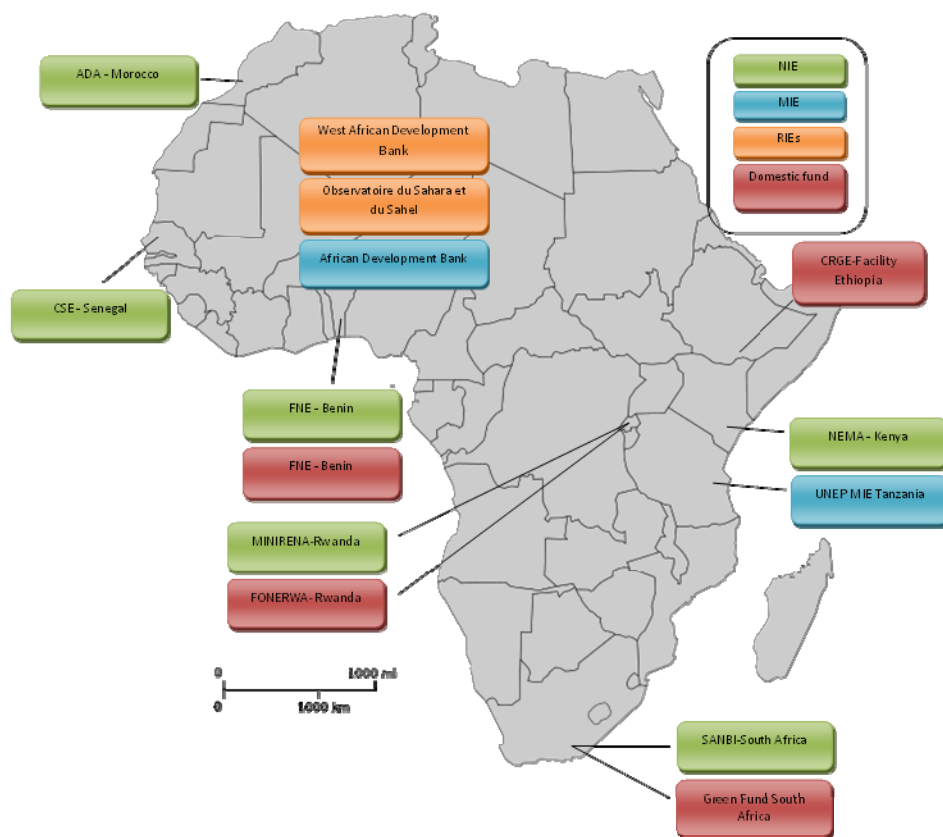 ADA - Morocco
NIE
MIE
RIEs
Domestic fund
West African Development
Bank
Observatoire du Sahara et
du Sahel
African Development Bank
CRGE-Facility
Ethiopia
CSE - Senegal
FNE - Benin
FNE - Benin
NEMA - Kenya
UNEP MIE Tanzania
MINIRENA-Rwanda
FONERWA- Rwanda
0
1000 mi
0
1000 km
SANBI-South Africa
Green Fund South
Africa